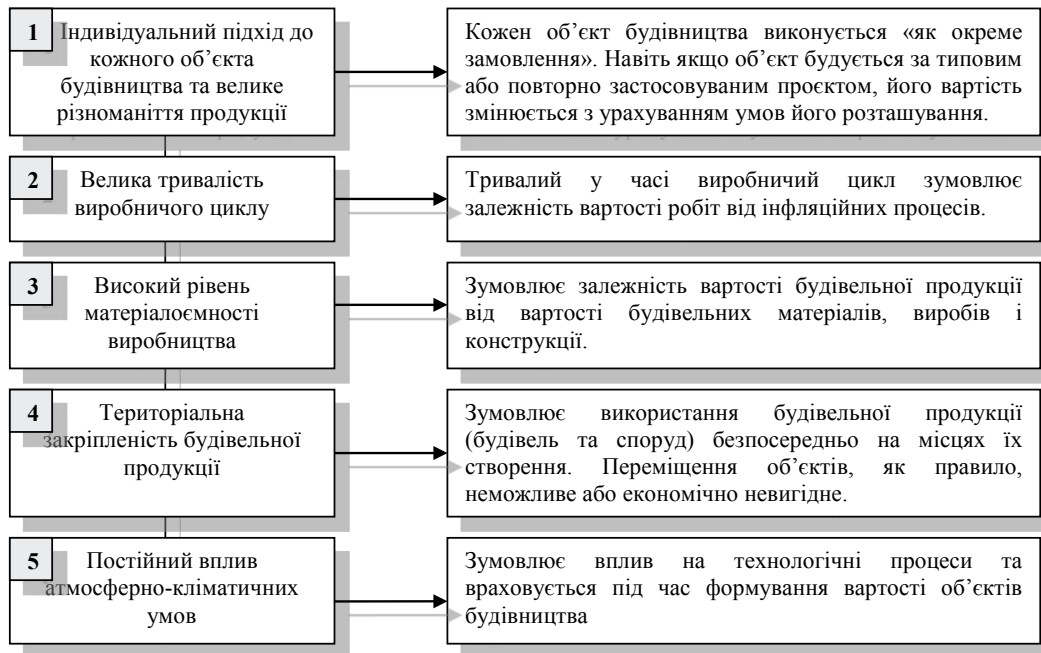 1
Індивідуальний підхід до
кожного об’єкта
будівництва та велике
різноманіття продукції
Кожен об’єкт будівництва виконується «як окреме
замовлення». Навіть якщо об’єкт будується за типовим
або повторно застосовуваним проєктом, його вартість
змінюється з урахуванням умов його розташування.
2
Велика тривалість
виробничого циклу
Тривалий у часі виробничий цикл зумовлює
залежність вартості робіт від інфляційних процесів.
3
Високий рівень
матеріалоємності
виробництва
Зумовлює залежність вартості будівельної продукції
від вартості будівельних матеріалів, виробів і
конструкції.
4
Територіальна
закріпленість будівельної
продукції
Зумовлює використання будівельної продукції
(будівель та споруд) безпосередньо на місцях їх
створення. Переміщення об’єктів, як правило,
неможливе або економічно невигідне.
5
Постійний вплив
атмосферно-кліматичних
умов
Зумовлює вплив на технологічні процеси та
враховується під час формування вартості об’єктів
будівництва